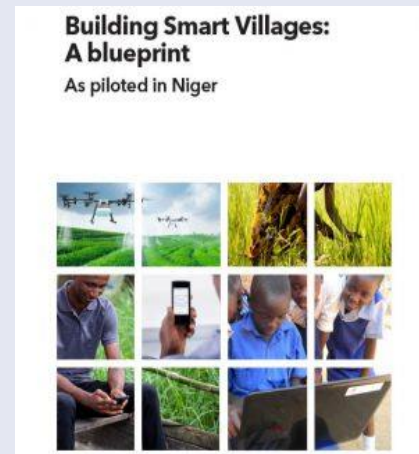 Building Smart Villages:
A blueprint
As piloted in Niger